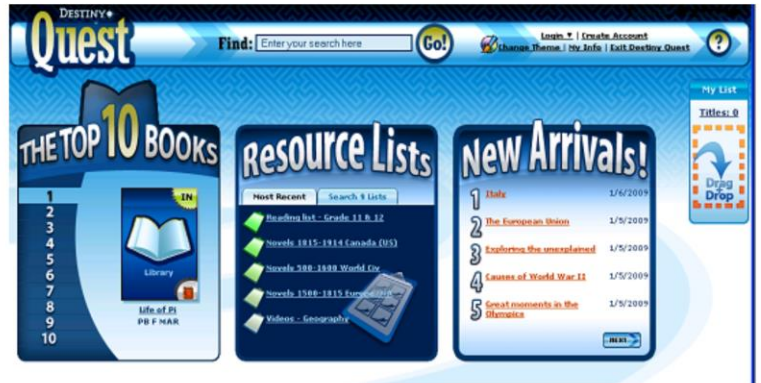 DESTINY
Quest
Find: Enter your search here Go!
Login ▼ | Create Account
Change Theme | My Info | Exit Destiny Quest
?
My List
Titles: 0
Drag + Drop
THE TOP 10 BOOKS
1
2
3
4
5
6
7
8
9
10
IN
Library
Life of Pi
PB F MAR
Resource Lists
Most Recent
Search 9 Lists
Reading list - Grade 11 & 12
Novels 1815-1914 Canada (US)
Novels 500-1600 World Civ
Novels 1500-1815 Europe
Videos - Geography
New Arrivals!
1 Italy 1/6/2009
2 The European Union 1/5/2009
3 Exploring the unexplained 1/5/2009
4 Causes of World War II 1/5/2009
5 Great moments in the 1/5/2009
Olympics
NEXT